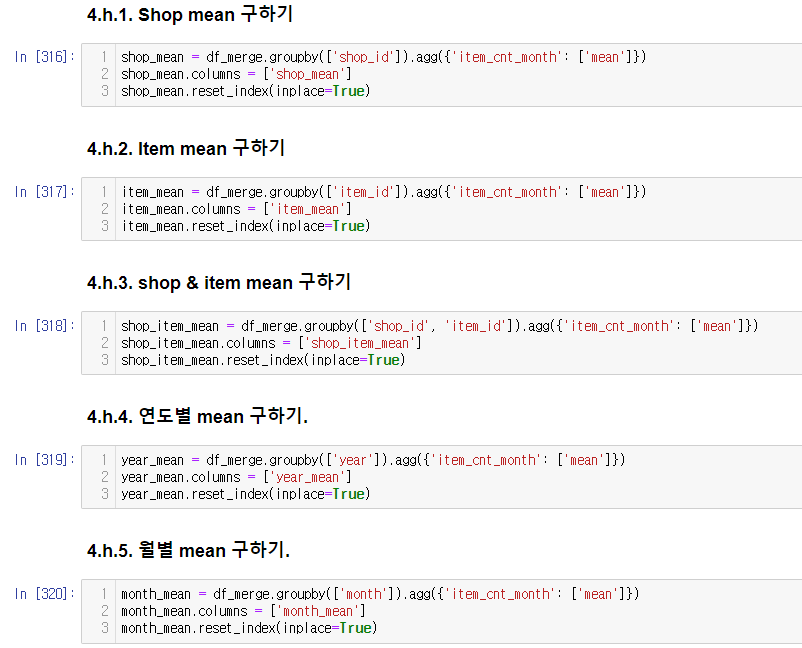 4.h.1. Shop mean 구하기
In [316]:
1 shop_mean = df_merge.groupby(['shop_id']).agg({'item_cnt_month': ['mean']})
2 shop_mean.columns = ['shop_mean']
3 shop_mean.reset_index(inplace=True)
4.h.2. Item mean 구하기
In [317]:
1 item_mean = df_merge.groupby(['item_id']).agg({'item_cnt_month': ['mean']})
2 item_mean.columns = ['item_mean']
3 item_mean.reset_index(inplace=True)
4.h.3. shop & item mean 구하기
In [318]:
1 shop_item_mean = df_merge.groupby(['shop_id', 'item_id']).agg({'item_cnt_month': ['mean']})
2 shop_item_mean.columns = ['shop_item_mean']
3 shop_item_mean.reset_index(inplace=True)
4.h.4. 연도별 mean 구하기.
In [319]:
1 year_mean = df_merge.groupby(['year']).agg({'item_cnt_month': ['mean']})
2 year_mean.columns = ['year_mean']
3 year_mean.reset_index(inplace=True)
4.h.5. 월별 mean 구하기.
In [320]:
1 month_mean = df_merge.groupby(['month']).agg({'item_cnt_month': ['mean']})
2 month_mean.columns = ['month_mean']
3 month_mean.reset_index(inplace=True)